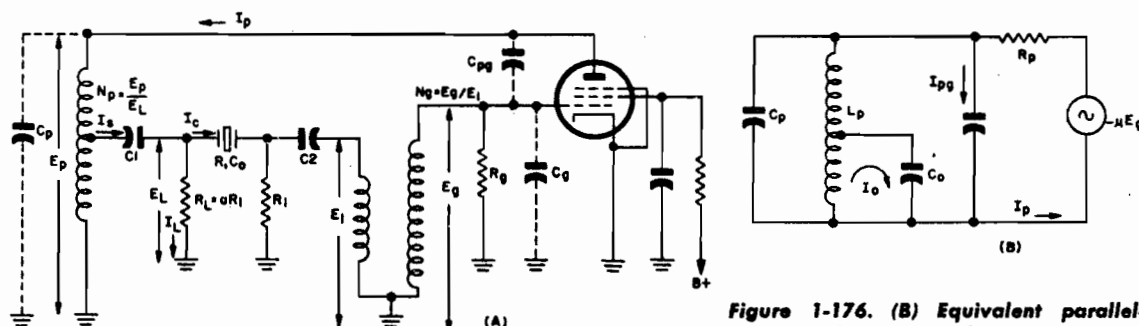 Ip
Cpg
Np = Ep/EL
Ng=Eg/E1
Is
Ic
Cp
Ep
C1
R, Co
C2
EL
IL
RL=aR1
R1
E1
Eg
Rg
Cg
B+
(A)
Rp
Ipg
Cp
Lp
Co
Io
-μEg
Ip
(B)
Figure 1-176. (B) Equivalent parallel-